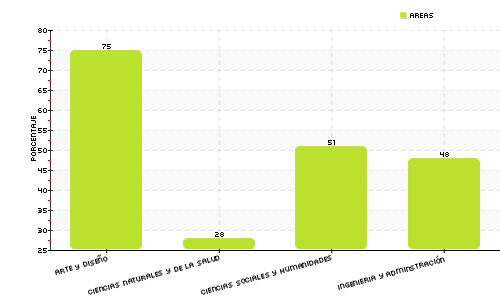 AREAS
80
75
70
65
60
55
50
45
40
35
30
25
PORCENTAJE
75
28
51
48
ARTE Y DISEÑO
CIENCIAS NATURALES Y DE LA SALUD
CIENCIAS SOCIALES Y HUMANIDADES
INGENIERIA Y ADMINSTRACIÓN